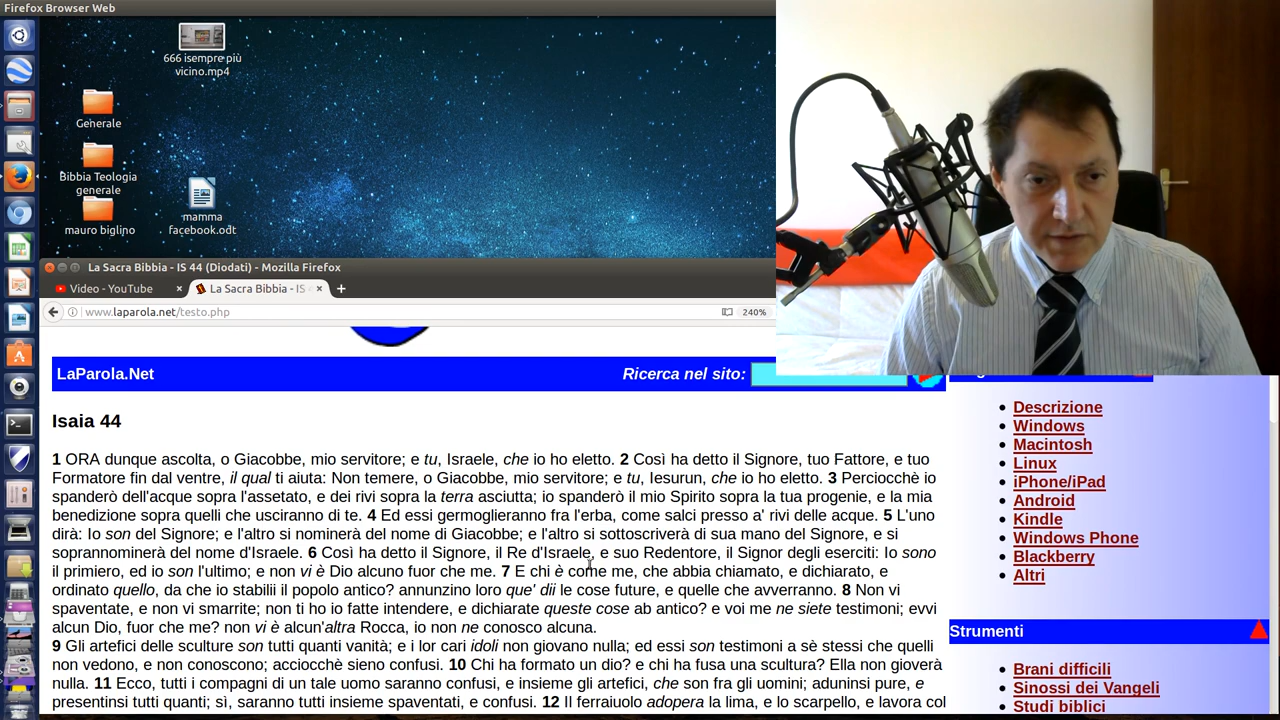 Firefox Browser Web
666 isempre più
vicino.mp4
Generale
Bibbia Teologia
generale
mauro biglino
mamma
facebook.odt
La Sacra Bibbia - IS 44 (Diodati) - Mozilla Firefox
Video - YouTube
La Sacra Bibbia - IS
www.laparola.net/testo.php
240%
LaParola.Net
Ricerca nel sito:
Isaia 44
1 ORA dunque ascolta, o Giacobbe, mio servitore; e tu, Israele, che io ho eletto. 2 Così ha detto il Signore, tuo Fattore, e tuo
Formatore fin dal ventre, il qual ti aiuta: Non temere, o Giacobbe, mio servitore; e tu, Iesurun, che io ho eletto. 3 Perciocchè io
spanderò dell'acque sopra l'assetato, e dei rivi sopra la terra asciutta; io spanderò il mio Spirito sopra la tua progenie, e la mia
benedizione sopra quelli che usciranno di te. 4 Ed essi germoglieranno fra l'erba, come salci presso a' rivi delle acque. 5 L'uno
dirà: Io son del Signore; e l'altro si nominerà del nome di Giacobbe; e l'altro si sottoscriverà di sua mano del Signore, e si
soprannominerà del nome d'Israele. 6 Così ha detto il Signore, il Re d'Israele, e suo Redentore, il Signor degli eserciti: Io sono
il primiero, ed io son l'ultimo; e non vi è Dio alcuno fuor che me. 7 E chi è come me, che abbia chiamato, e dichiarato, e
ordinato quello, da che io stabilii il popolo antico? annunzino loro que' dii le cose future, e quelle che avverranno. 8 Non vi
spaventate, e non vi smarrite; non ti ho io fatte intendere, e dichiarate queste cose ab antico? e voi me ne siete testimoni; evvi
alcun Dio, fuor che me? non vi è alcun'altra Rocca, io non ne conosco alcuna.
9 Gli artefici delle sculture son tutti quanti vanità; e i lor cari idoli non giovano nulla; ed essi son testimoni a sè stessi che quelli
non vedono, e non conoscono; acciocchè sieno confusi. 10 Chi ha formato un dio? e chi ha fusa una scultura? Ella non gioverà
nulla. 11 Ecco, tutti i compagni di un tale uomo saranno confusi, e insieme gli artefici, che son fra gli uomini; aduninsi pure, e
presentinsi tutti quanti; sì, saranno tutti insieme spaventati, e confusi. 12 Il ferraiuolo adopera la lima, e lo scarpello, e lavora col
Descrizione
Windows
Macintosh
Linux
iPhone/iPad
Android
Kindle
Windows Phone
Blackberry
Altri
Strumenti
Brani difficili
Sinossi dei Vangeli
Studi biblici